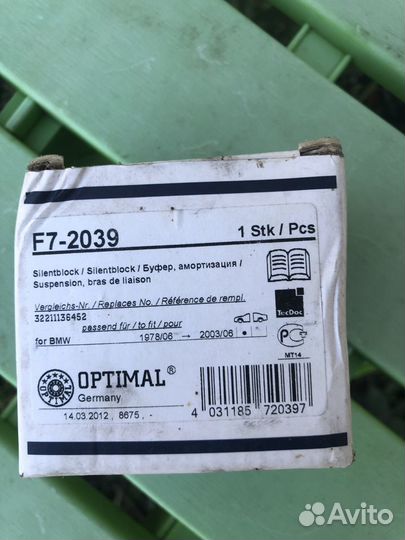 F7-2039
1 Stk / Pcs
Silentblock / Silentblock / Буфер, амортизация /
Suspension, bras de liaison
Vergleichs-Nr. / Replaces No. / Référence de rempl.
32211136452
passend für / to fit / pour
for BMW 1978/06 → 2003/06
TecDoc
PC
MT14
OPTIMAL®
Germany
14.03.2012 , 8675 , -
4 031185 720397
Avito